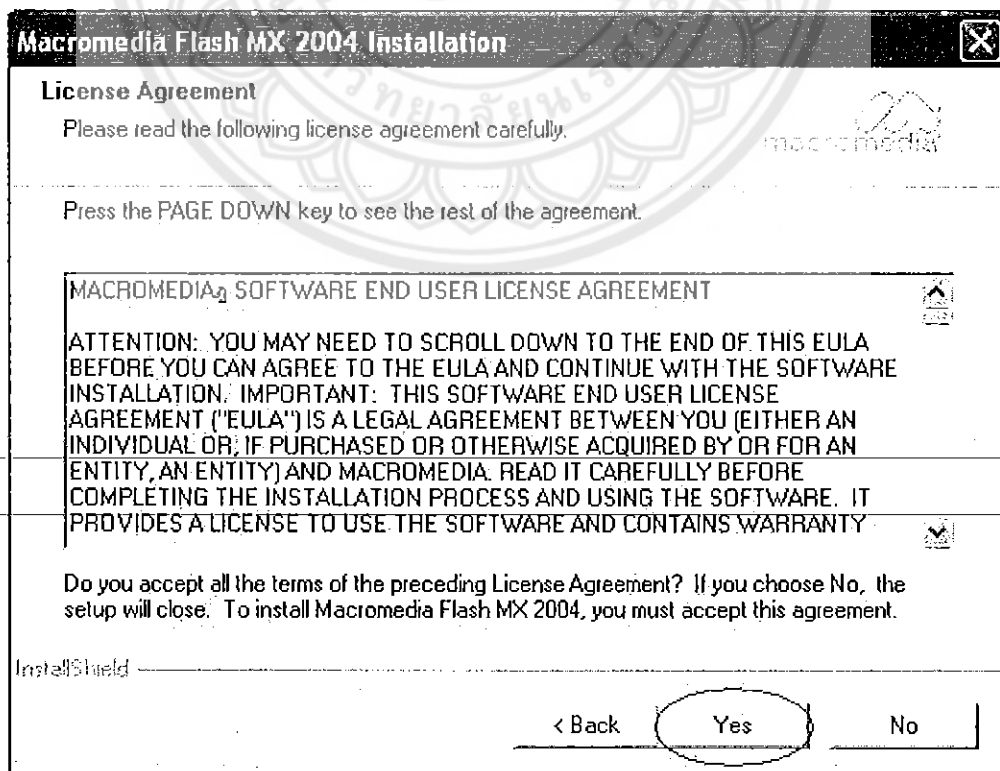 Macromedia Flash MX 2004 Installation
License Agreement
Please read the following license agreement carefully.
macromedia
Press the PAGE DOWN key to see the rest of the agreement.
MACROMEDIA SOFTWARE END USER LICENSE AGREEMENT
ATTENTION: YOU MAY NEED TO SCROLL DOWN TO THE END OF THIS EULA
BEFORE YOU CAN AGREE TO THE EULA AND CONTINUE WITH THE SOFTWARE
INSTALLATION. IMPORTANT: THIS SOFTWARE END USER LICENSE
AGREEMENT ("EULA") IS A LEGAL AGREEMENT BETWEEN YOU (EITHER AN
INDIVIDUAL OR, IF PURCHASED OR OTHERWISE ACQUIRED BY OR FOR AN
ENTITY, AN ENTITY) AND MACROMEDIA. READ IT CAREFULLY BEFORE
COMPLETING THE INSTALLATION PROCESS AND USING THE SOFTWARE. IT
PROVIDES A LICENSE TO USE THE SOFTWARE AND CONTAINS WARRANTY
Do you accept all the terms of the preceding License Agreement? If you choose No, the
setup will close. To install Macromedia Flash MX 2004, you must accept this agreement.
InstallShield
< Back Yes No